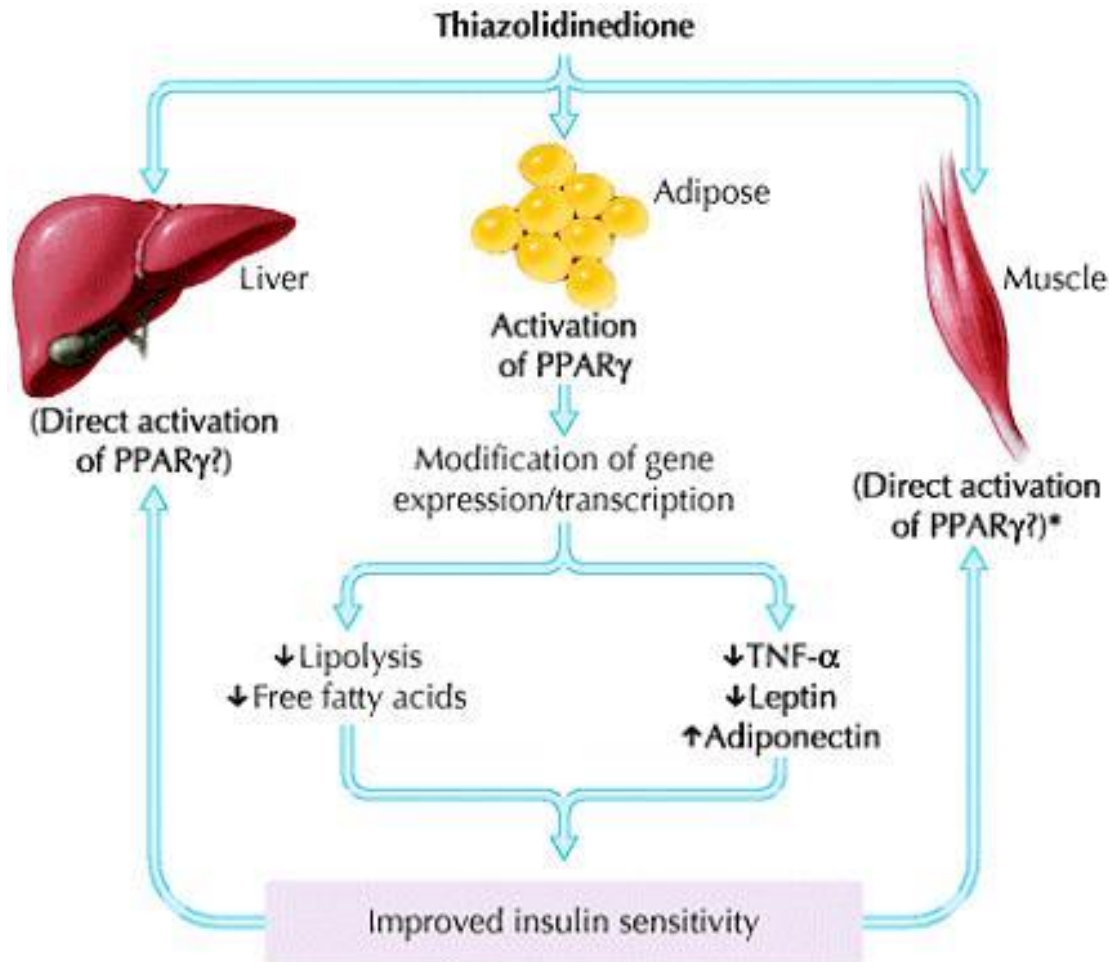 Thiazolidinedione
Liver
Adipose
Muscle
Activation
of PPARγ
(Direct activation
of PPARγ?)
Modification of gene
expression/transcription
(Direct activation
of PPARγ?)*
↓Lipolysis
↓Free fatty acids
↓TNF-α
↓Leptin
↑Adiponectin
Improved insulin sensitivity